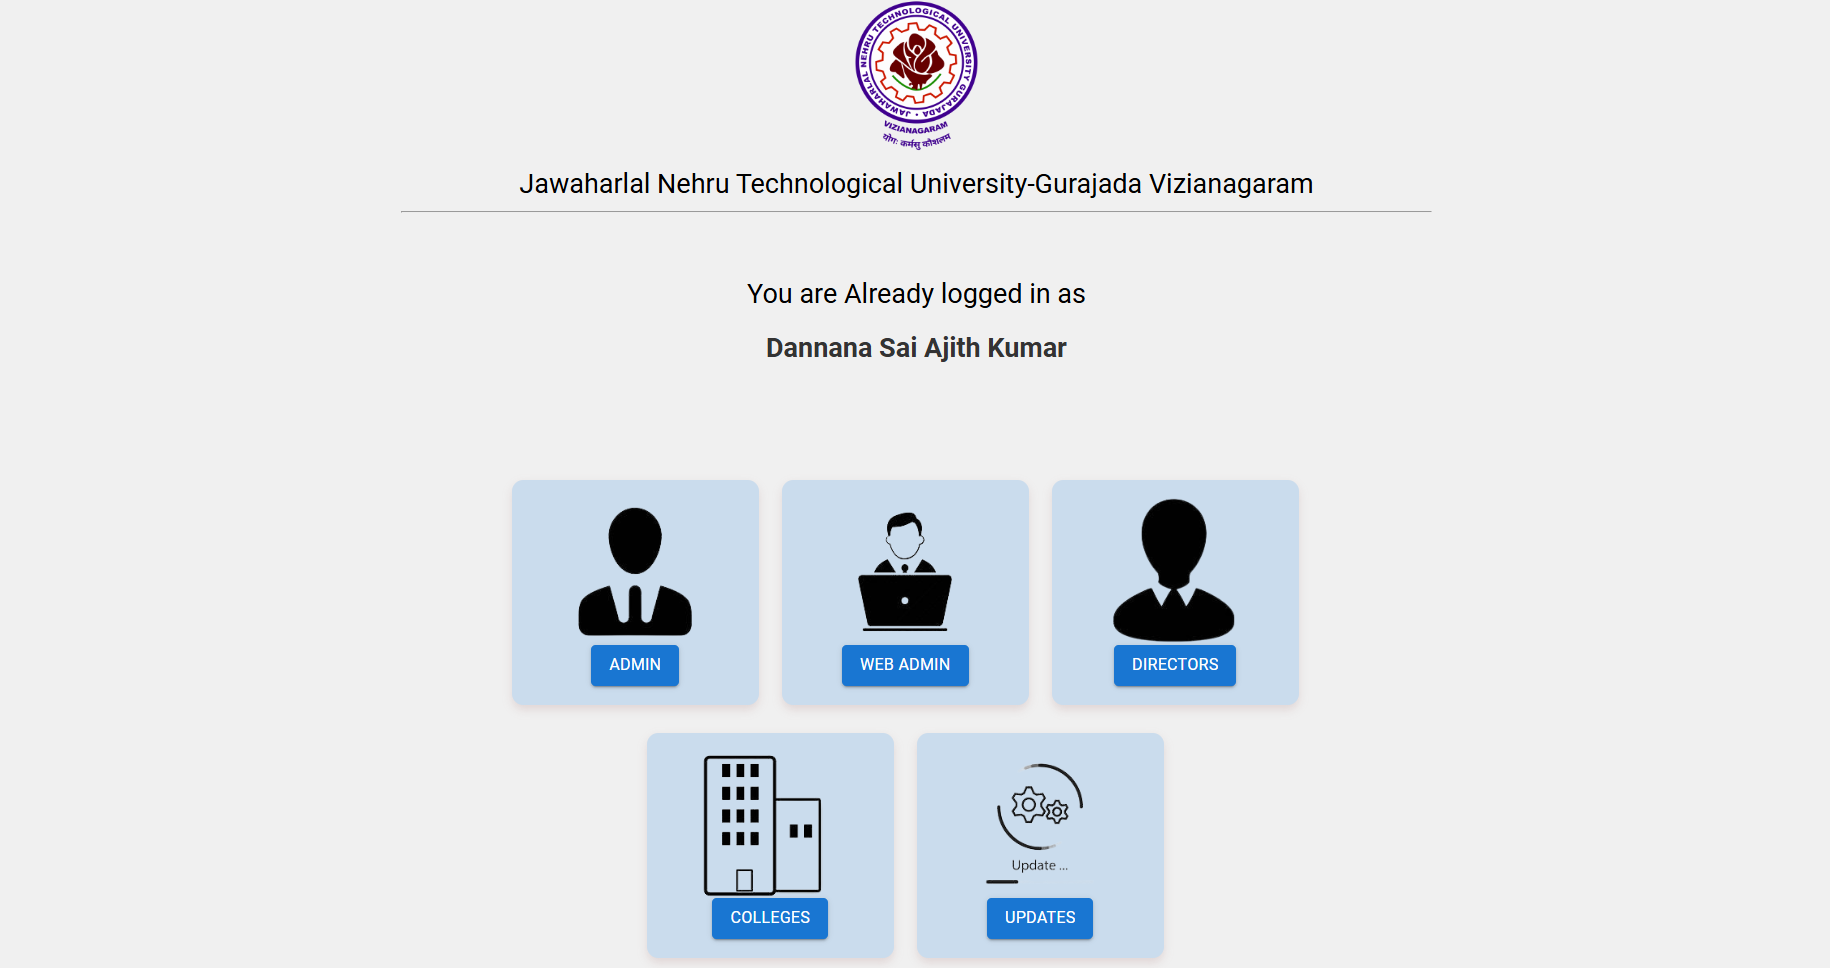 JAWAHARLAL NEHRU TECHNOLOGICAL UNIVERSITY GURAJADA
VIZIANAGARAM
योगः कर्मसु कौशलम
Jawaharlal Nehru Technological University-Gurajada Vizianagaram
You are Already logged in as
Dannana Sai Ajith Kumar
ADMIN
WEB ADMIN
DIRECTORS
Update ...
COLLEGES
UPDATES